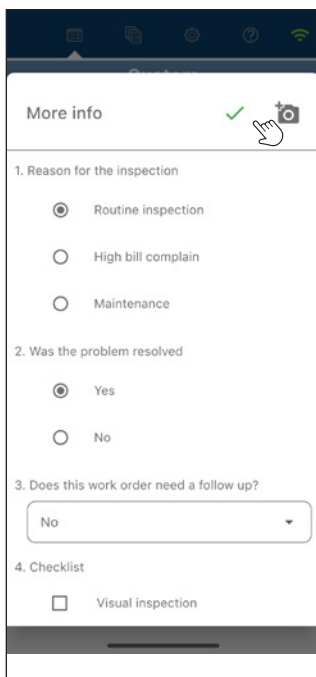 More info
1. Reason for the inspection
Routine inspection
High bill complain
Maintenance
2. Was the problem resolved
Yes
No
3. Does this work order need a follow up?
No
4. Checklist
Visual inspection